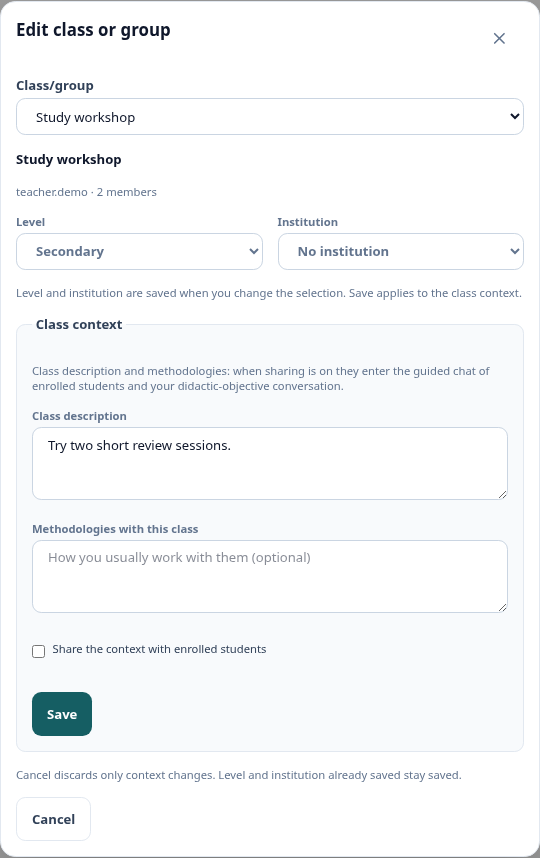 Edit class or group
Class/group
Study workshop
Study workshop
teacher.demo · 2 members
Level
Institution
Secondary
No institution
Level and institution are saved when you change the selection. Save applies to the class context.
Class context
Class description and methodologies: when sharing is on they enter the guided chat of
enrolled students and your didactic-objective conversation.
Class description
Try two short review sessions.
Methodologies with this class
How you usually work with them (optional)
Share the context with enrolled students
Save
Cancel discards only context changes. Level and institution already saved stay saved.
Cancel